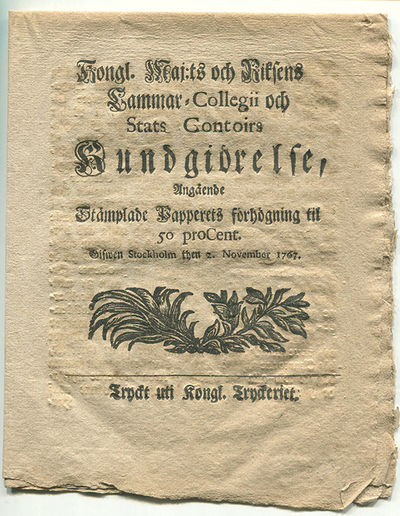 Kongl. Maj:ts och Riksens
Cammar-Collegii och
Stats Contoirs
Kundgiörelse,
Angående
Stämplade Papperets förhögning til
50 proCent.
Gifwen Stockholm then 2. November 1767.
Tryckt uti Kongl. Tryckeriet.